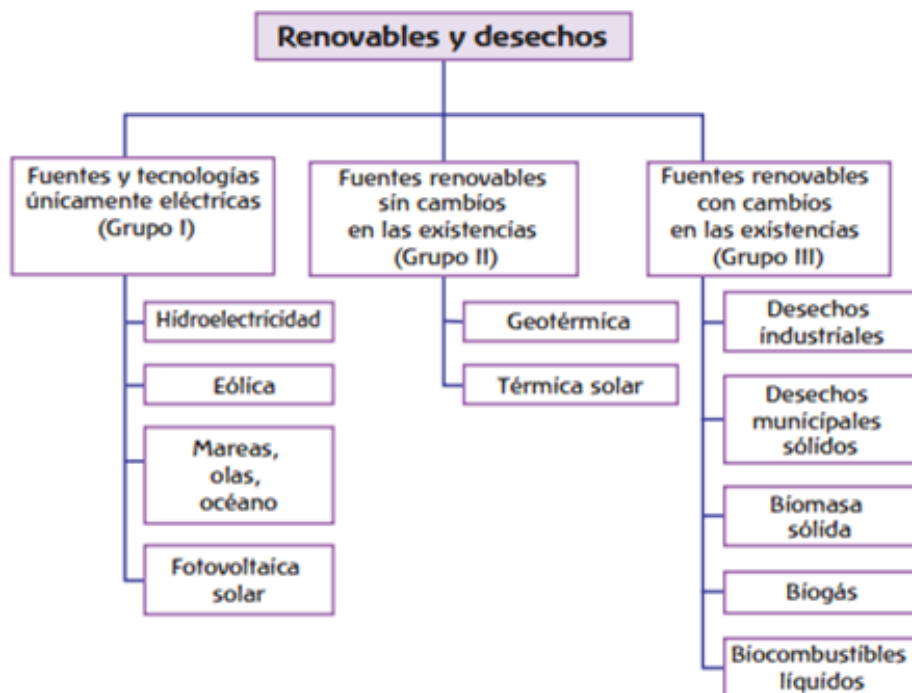 Renovables y desechos
Fuentes y tecnologías
únicamente eléctricas
(Grupo I)
Fuentes renovables
sin cambios
en las existencias
(Grupo II)
Fuentes renovables
con cambios
en las existencias
(Grupo III)
Hidroelectricidad
Eólica
Mareas,
olas,
océano
Fotovoltaica
solar
Geotérmica
Térmica solar
Desechos
industriales
Desechos
municipales
sólidos
Biomasa
sólida
Biogás
Biocombustibles
líquidos